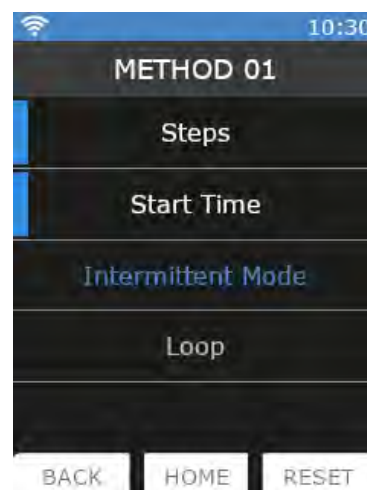 10:30
METHOD 01
Steps
Start Time
Intermittent Mode
Loop
BACK HOME RESET